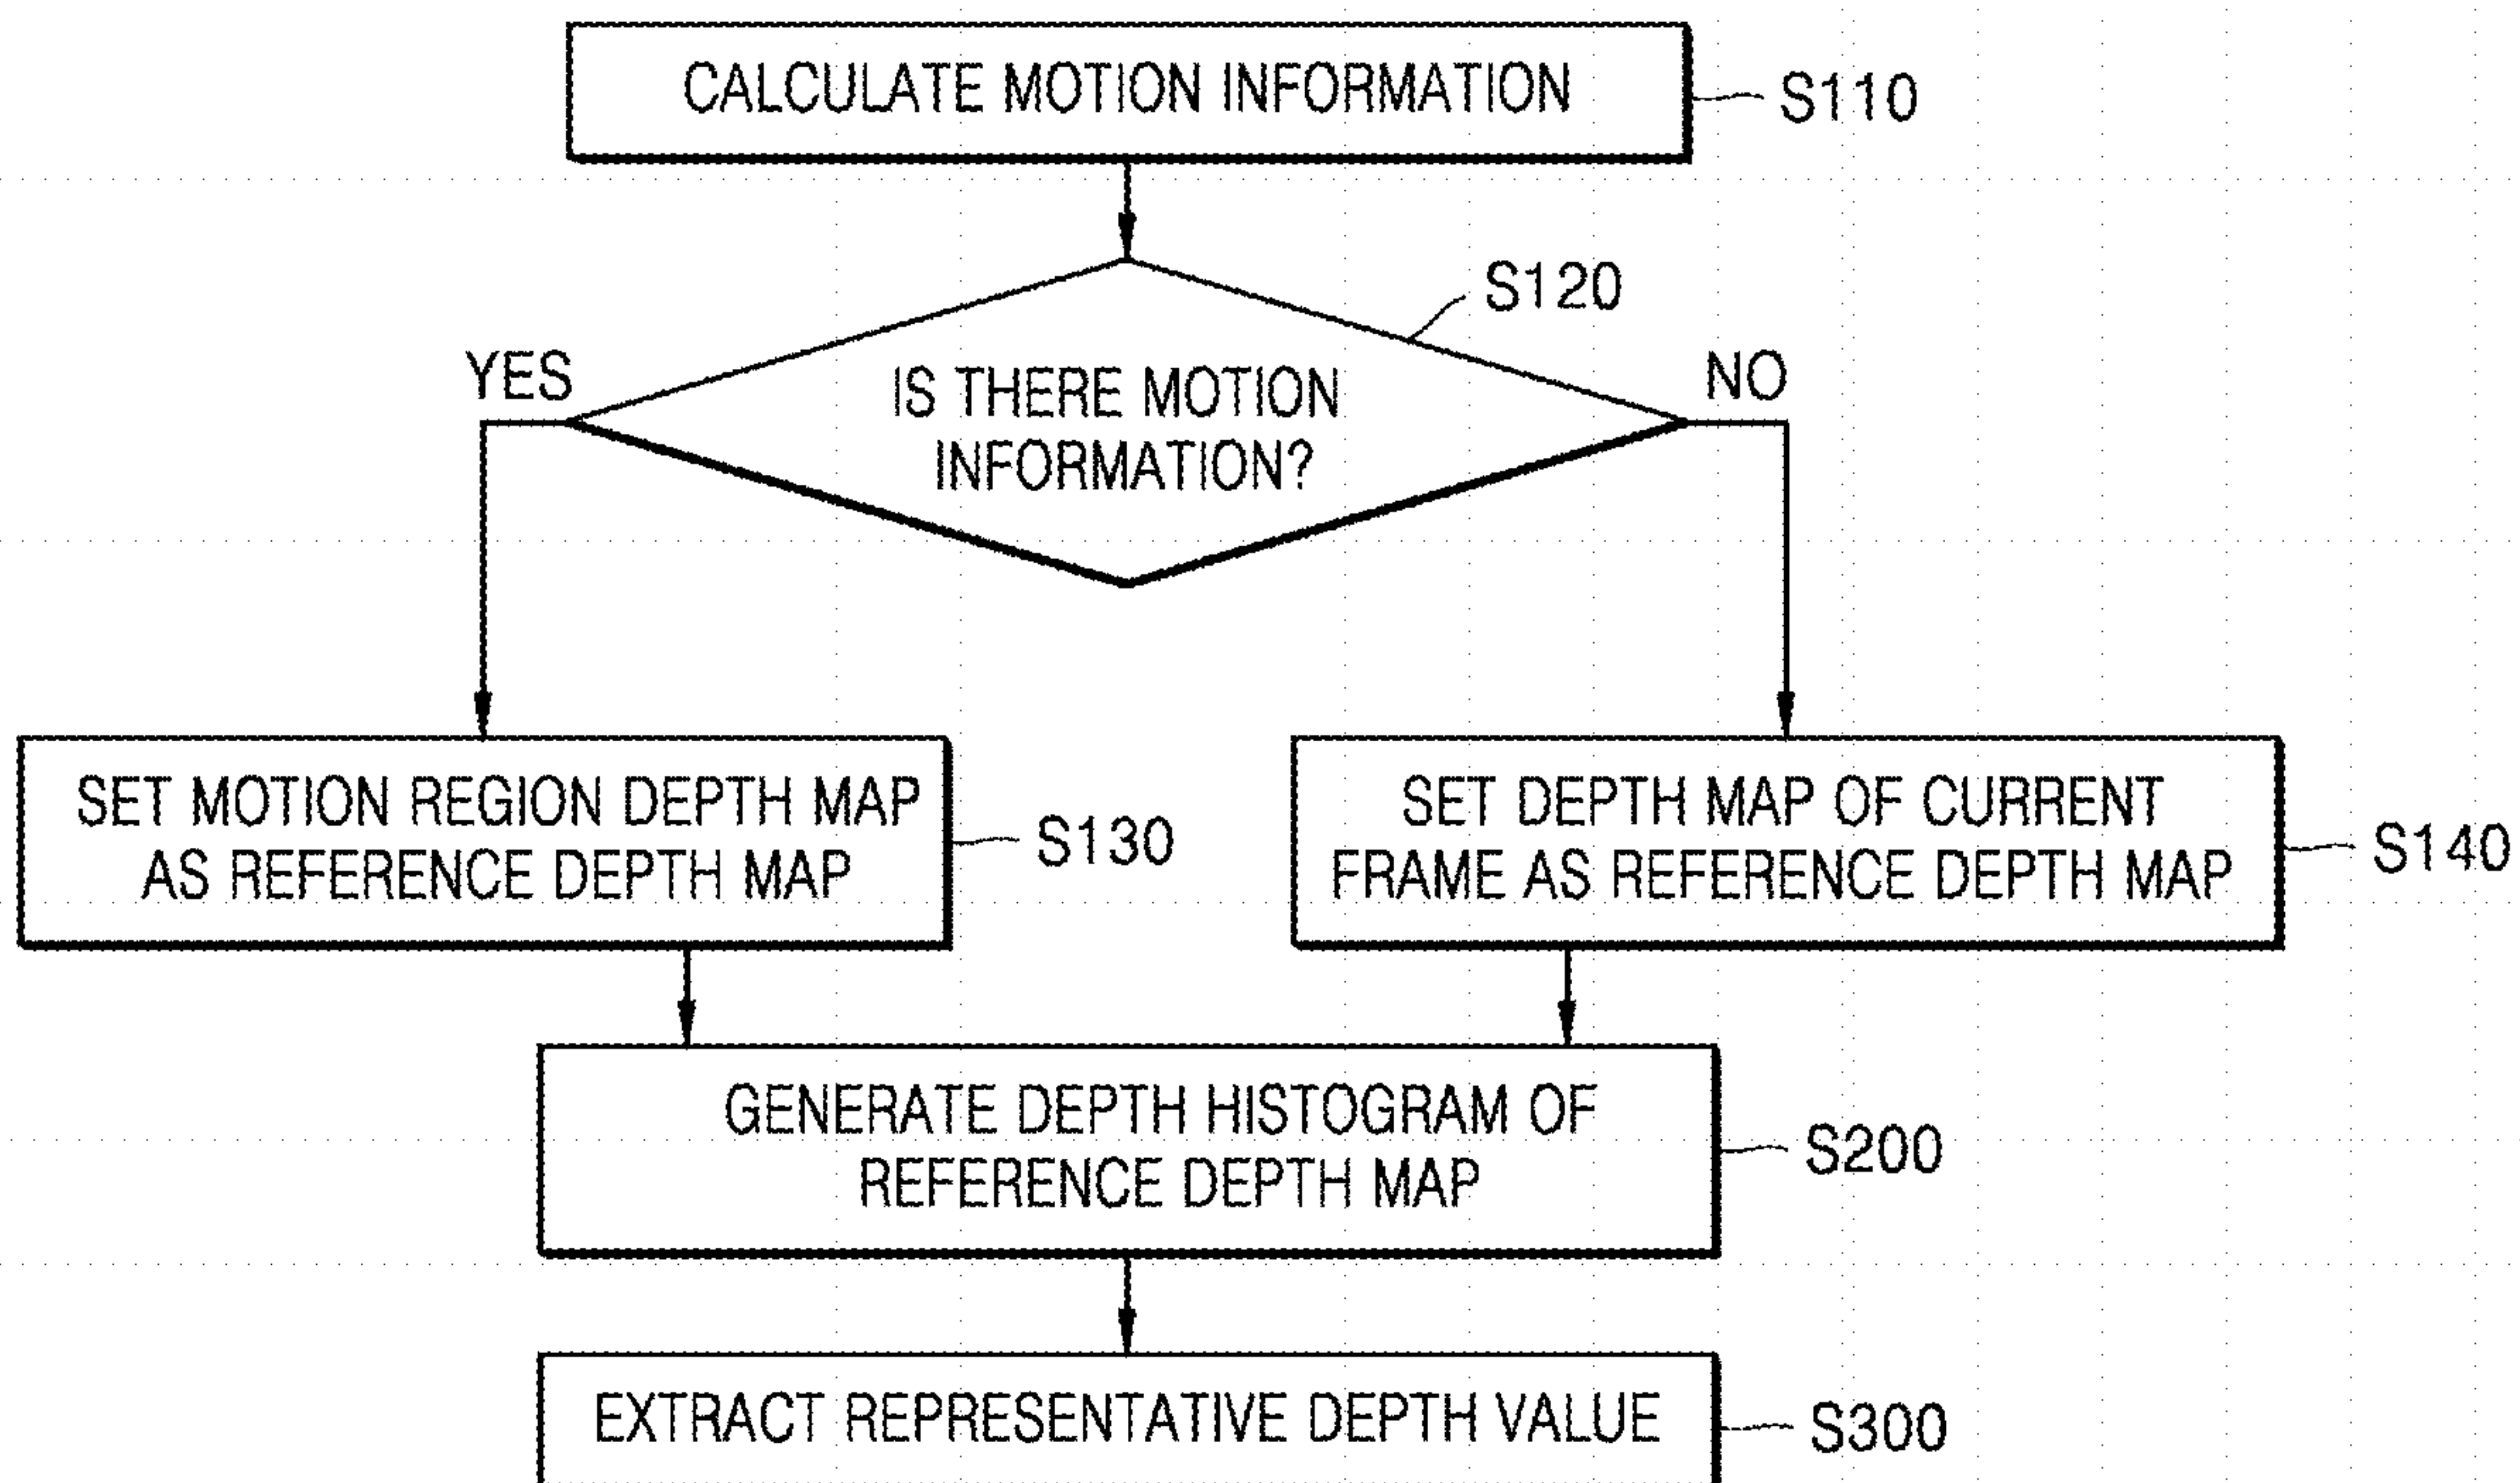 CALCULATE MOTION INFORMATION
S110
S120
YES
NO
IS THERE MOTION
INFORMATION?
SET MOTION REGION DEPTH MAP
AS REFERENCE DEPTH MAP
S130
SET DEPTH MAP OF CURRENT
FRAME AS REFERENCE DEPTH MAP
S140
GENERATE DEPTH HISTOGRAM OF
REFERENCE DEPTH MAP
S200
EXTRACT REPRESENTATIVE DEPTH VALUE
S300